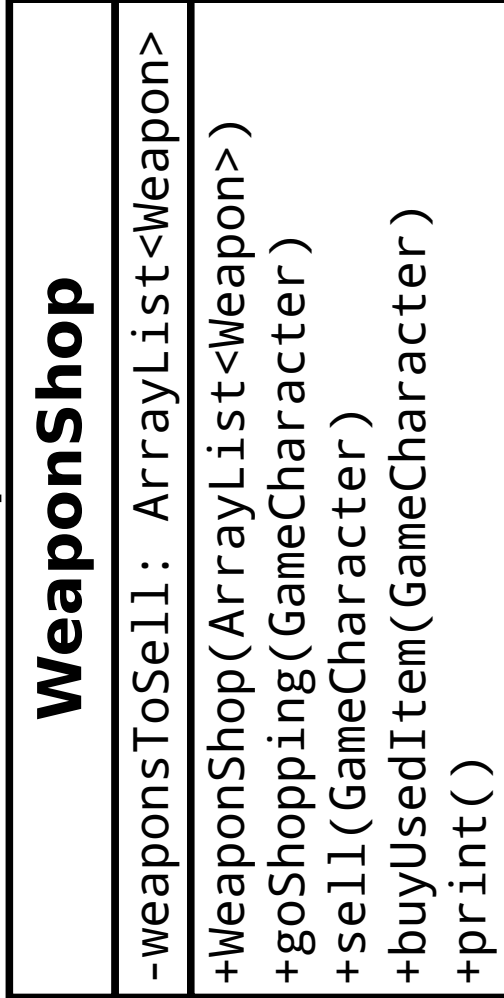 WeaponShop
-weaponsToSell: ArrayList<Weapon>
+WeaponShop(ArrayList<Weapon>)
+goShopping(GameCharacter)
+sell(GameCharacter)
+buyUsedItem(GameCharacter)
+print()